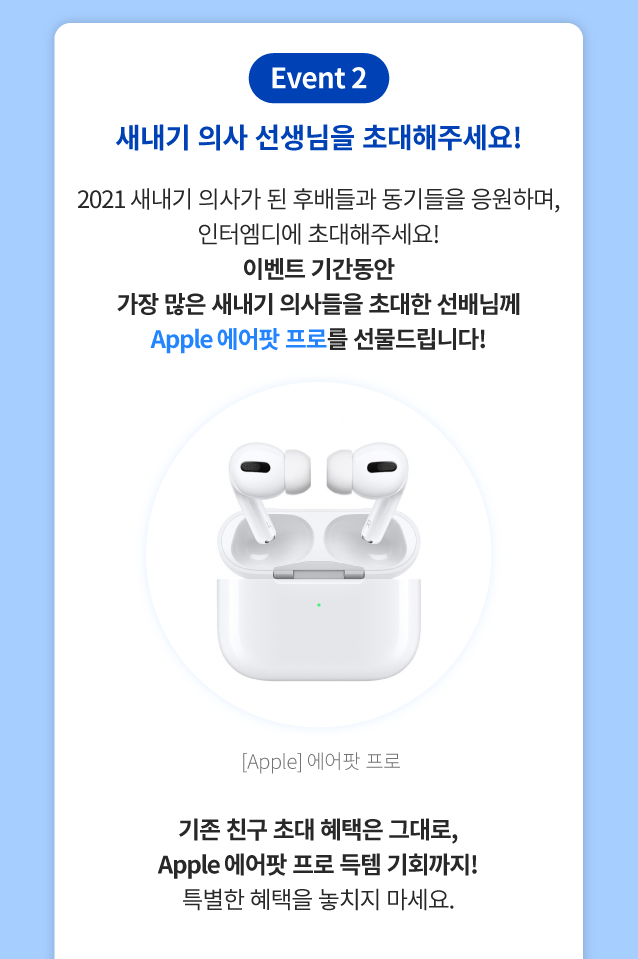 Event 2
새내기 의사 선생님을 초대해주세요!
2021 새내기 의사가 된 후배들과 동기들을 응원하며,
인터엠디에 초대해주세요!
이벤트 기간동안
가장 많은 새내기 의사들을 초대한 선배님께
Apple 에어팟 프로를 선물드립니다!
[Apple] 에어팟 프로
기존 친구 초대 혜택은 그대로,
Apple 에어팟 프로 득템 기회까지!
특별한 혜택을 놓치지 마세요.